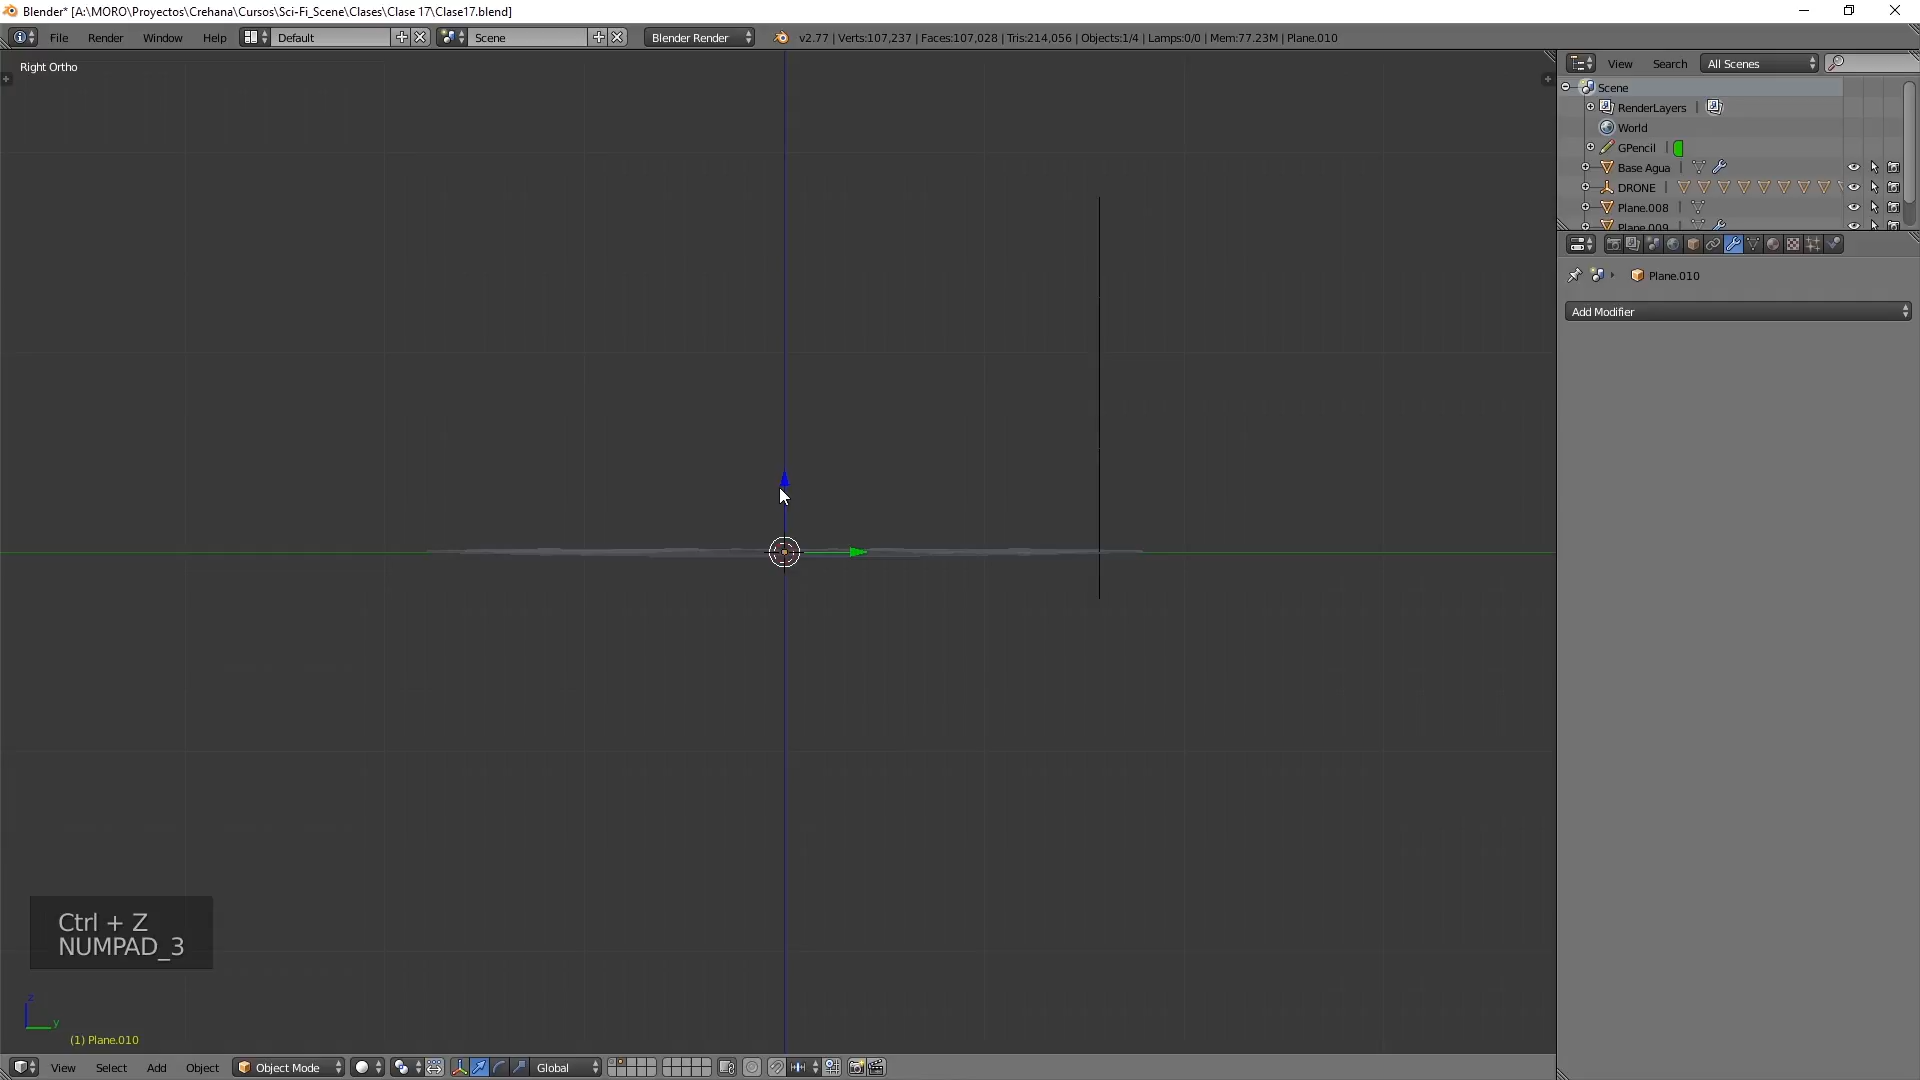 Blender* [A:\MORO\Proyectos\Crehana\Cursos\Sci-Fi_Scene\Clases\Clase 17\Clase17.blend]
File Render Window Help Default Scene Blender Render v2.77 | Verts:107,237 | Faces:107,028 | Tris:214,056 | Objects:1/4 | Lamps:0/0 | Mem:77.23M | Plane.010
Right Ortho
View Search All Scenes
Scene
RenderLayers |
World
GPencil |
Base Agua |
DRONE |
Plane.008 |
Plane.009 |
Plane.010
Add Modifier
Ctrl + Z
NUMPAD_3
z
y
(1) Plane.010
View Select Add Object Object Mode Global